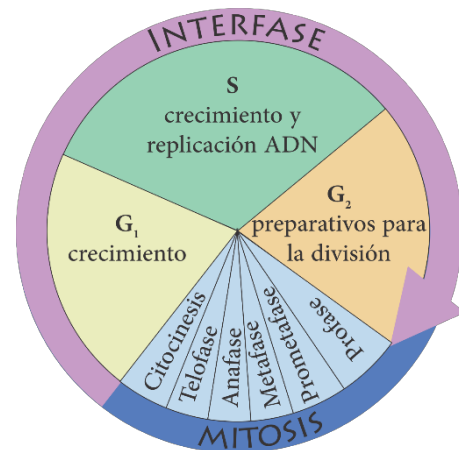 INTERFASE
S
crecimiento y
replicación ADN
G₁
crecimiento
G₂
preparativos para
la división
Citocinesis
Telofase
Anafase
Metafase
Prometafase
Profase
MITOSIS